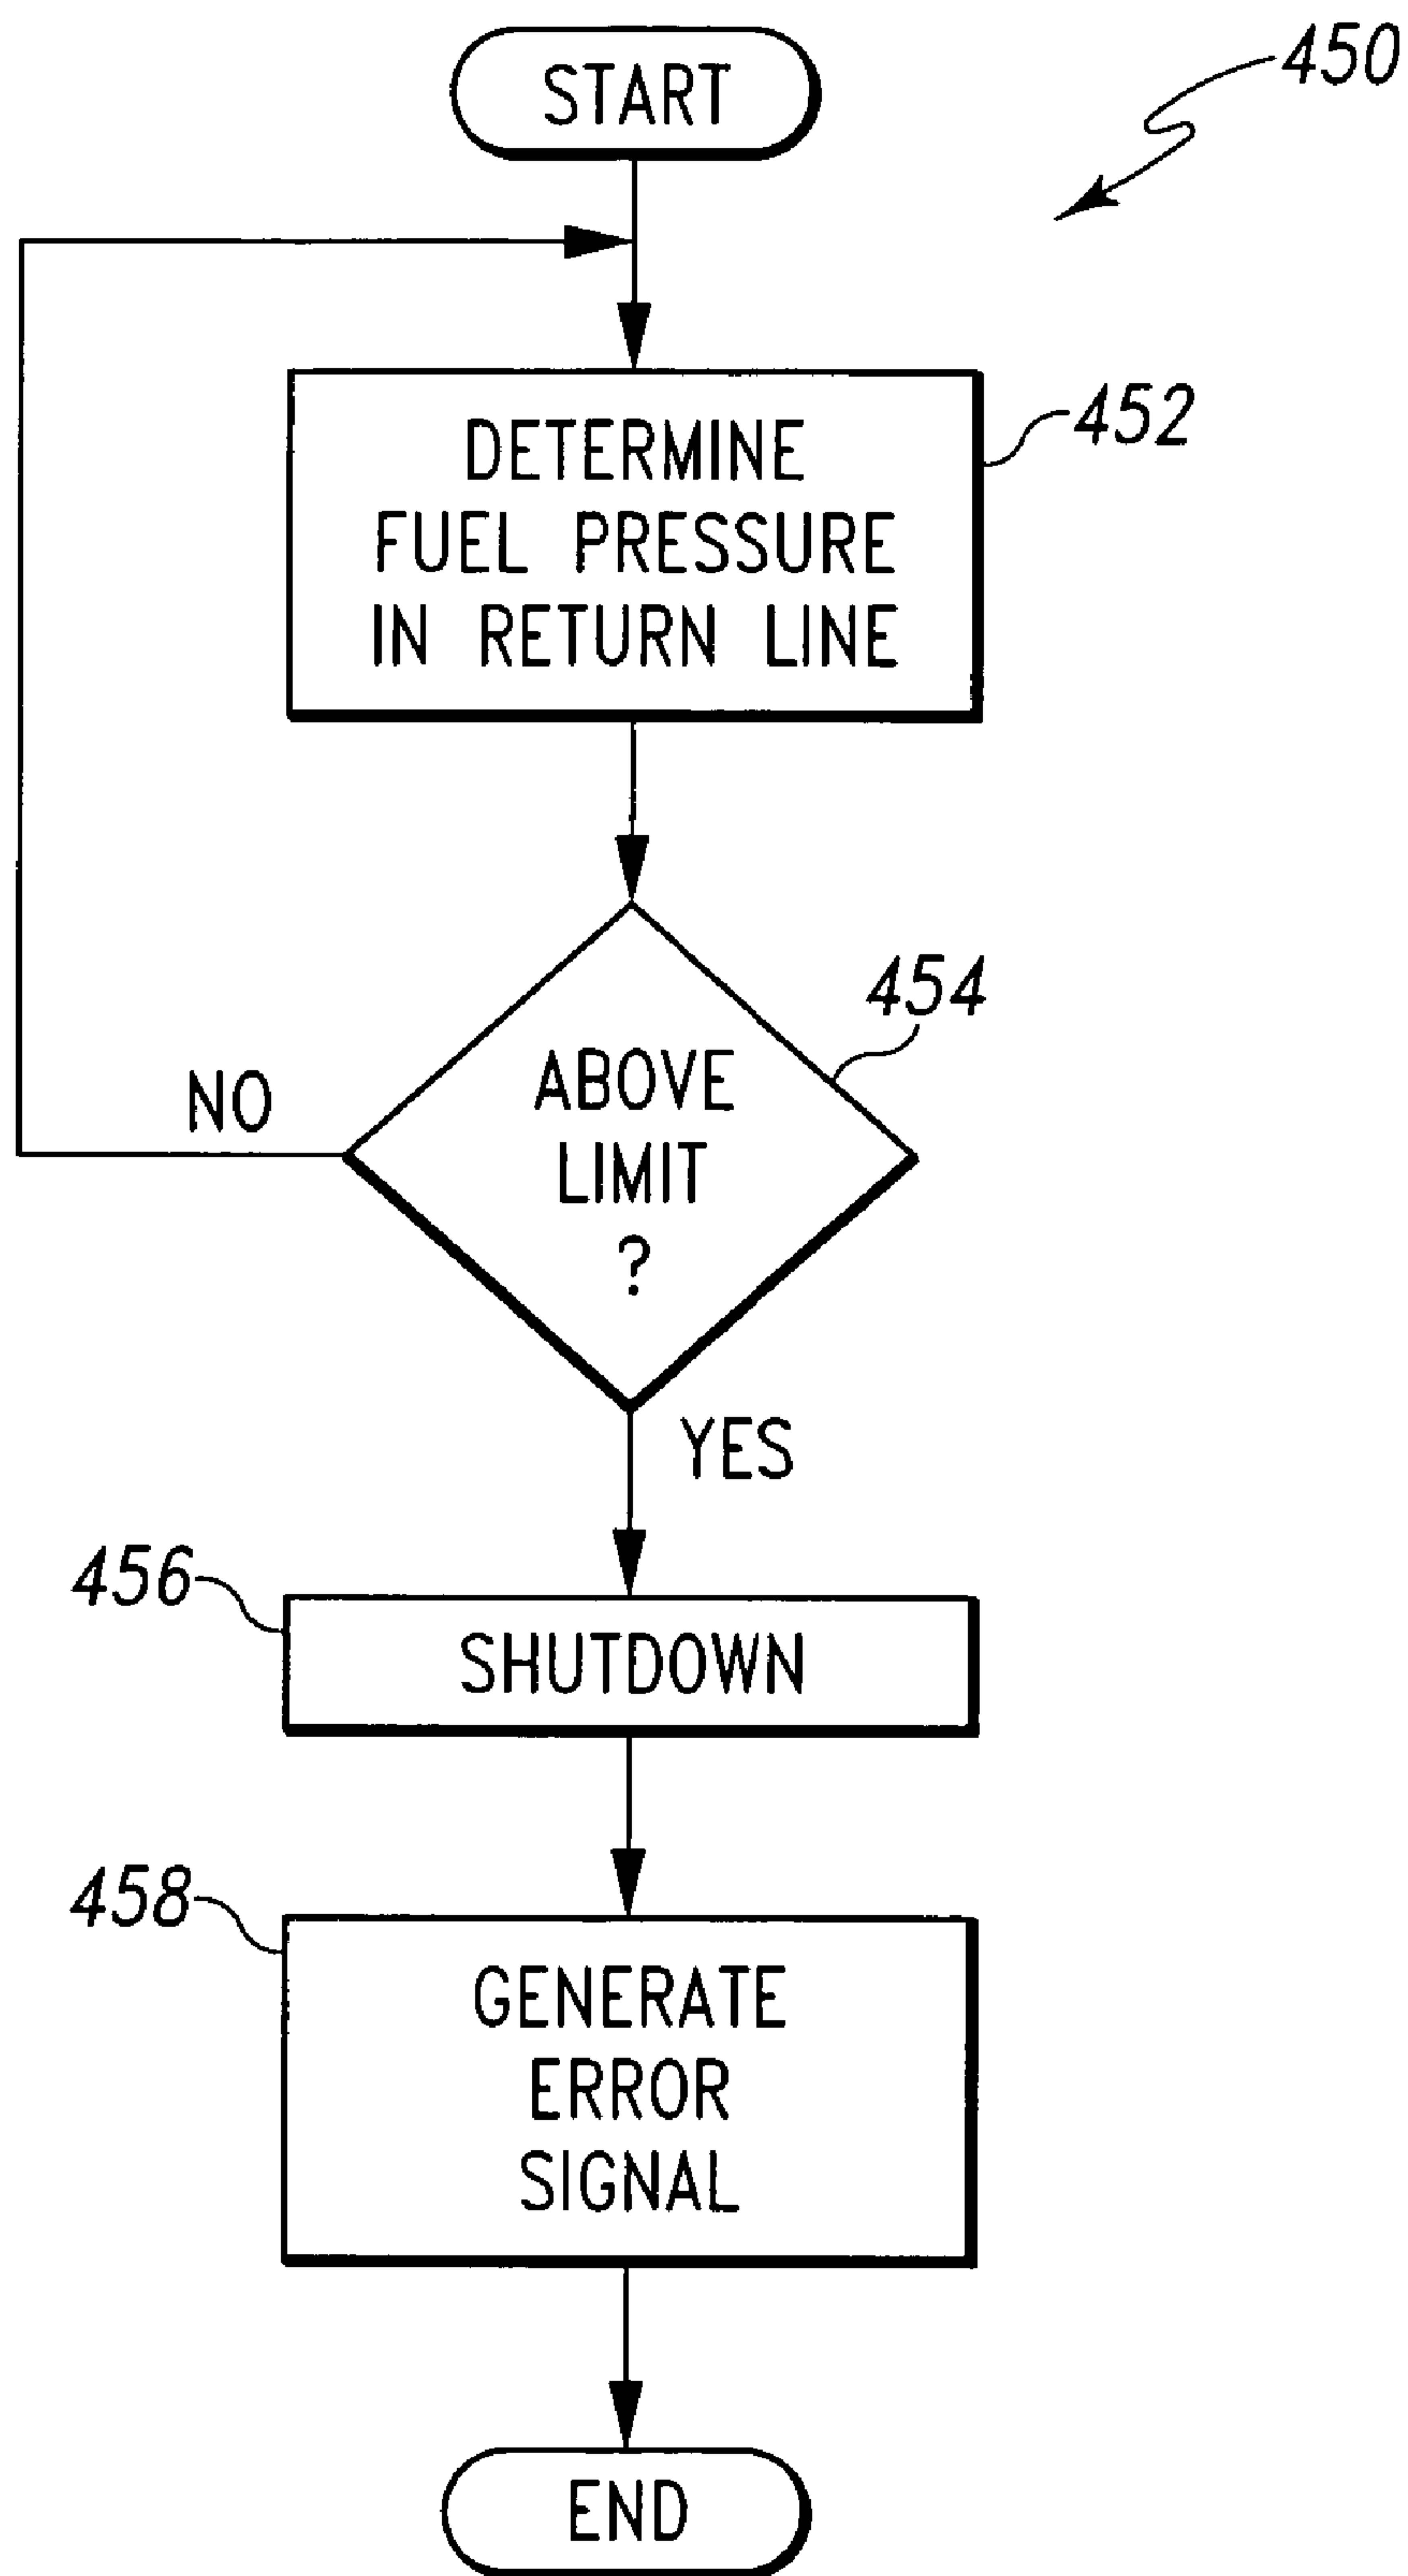 START
450
DETERMINE
FUEL PRESSURE
IN RETURN LINE
452
454
ABOVE
LIMIT
?
NO
YES
456
SHUTDOWN
458
GENERATE
ERROR
SIGNAL
END